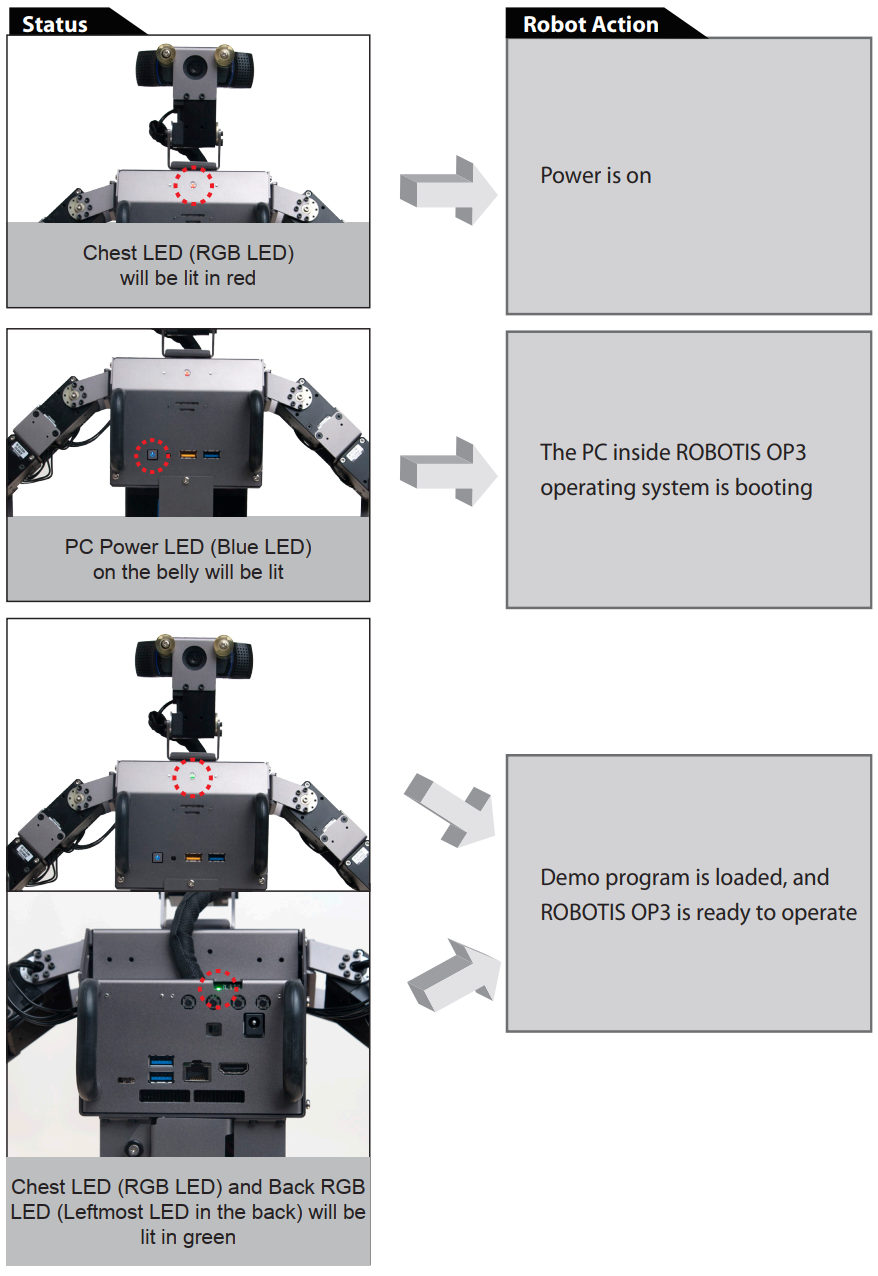 Status
Robot Action
Chest LED (RGB LED)
will be lit in red
Power is on
PC Power LED (Blue LED)
on the belly will be lit
The PC inside ROBOTIS OP3
operating system is booting
Chest LED (RGB LED) and Back RGB
LED (Leftmost LED in the back) will be
lit in green
Demo program is loaded, and
ROBOTIS OP3 is ready to operate